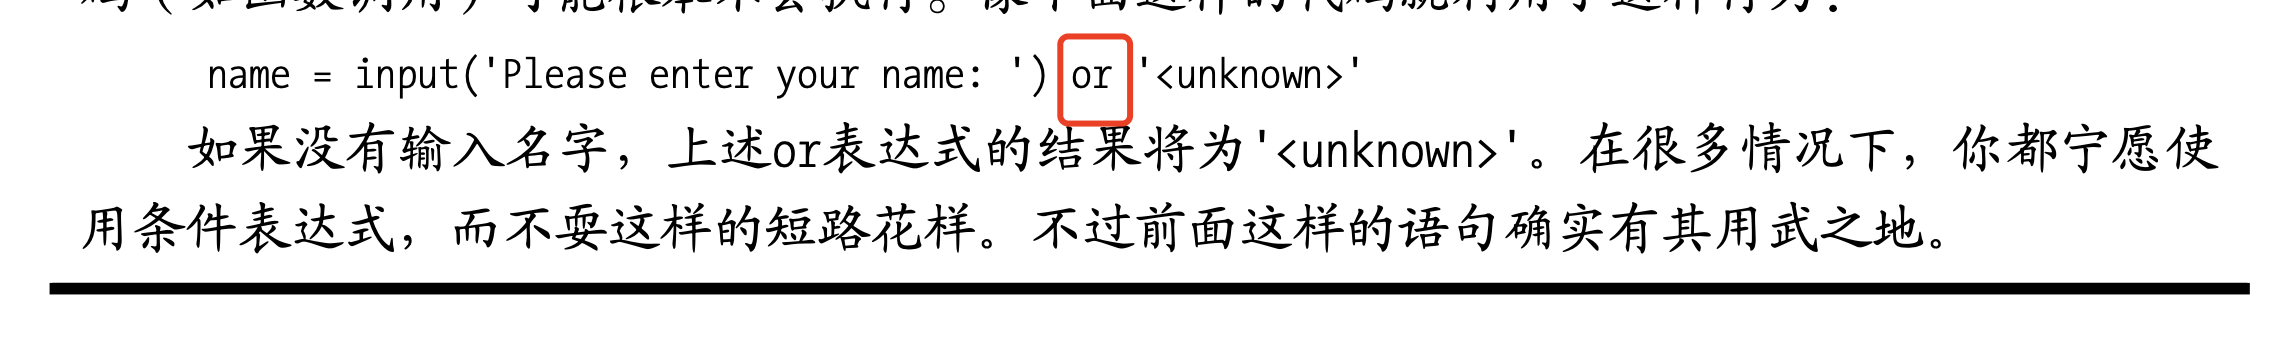 name = input('Please enter your name: ') or '<unknown>'
如果没有输入名字，上述or表达式的结果将为'<unknown>'。在很多情况下，你都宁愿使
用条件表达式，而不耍这样的短路花样。不过前面这样的语句确实有其用武之地。